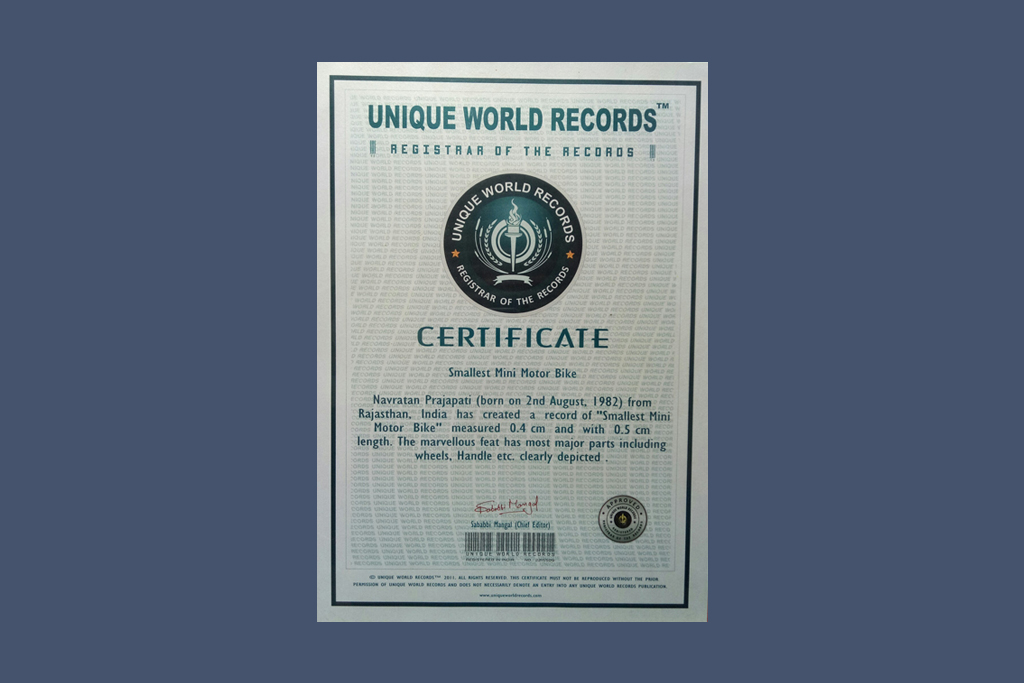 UNIQUE WORLD RECORDS™
REGISTRAR OF THE RECORDS
UNIQUE WORLD RECORDS
REGISTRAR OF THE RECORDS
CERTIFICATE
Smallest Mini Motor Bike
Navratan Prajapati (born on 2nd August, 1982) from
Rajasthan, India has created a record of "Smallest Mini
Motor Bike" measured 0.4 cm and with 0.5 cm
length. The marvellous feat has most major parts including
wheels, Handle etc. clearly depicted .
Sababbi Mangal
Sababbi Mangal (Chief Editor)
UNIQUE WORLD RECORDS
APPROVED
(C) UNIQUE WORLD RECORDS™ 2011. ALL RIGHTS RESERVED. THIS CERTIFICATE MUST NOT BE REPRODUCED WITHOUT THE PRIOR
PERMISSION OF UNIQUE WORLD RECORDS AND DOES NOT NECESSARILY DENOTE AN ENTRY INTO ANY UNIQUE WORLD RECORDS PUBLICATION.
www.uniqueworldrecords.com